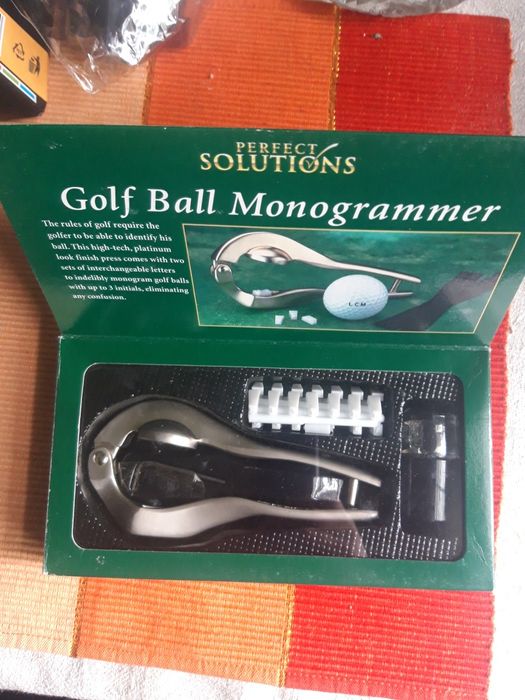 PERFECT
SOLUTIONS
Golf Ball Monogrammer
The rules of golf require the
golfer to be able to identify his
ball. This high-tech, platinum
look finish press comes with two
sets of interchangeable letters
to indelibly monogram golf balls
with up to 3 initials, eliminating
any confusion.
L C M